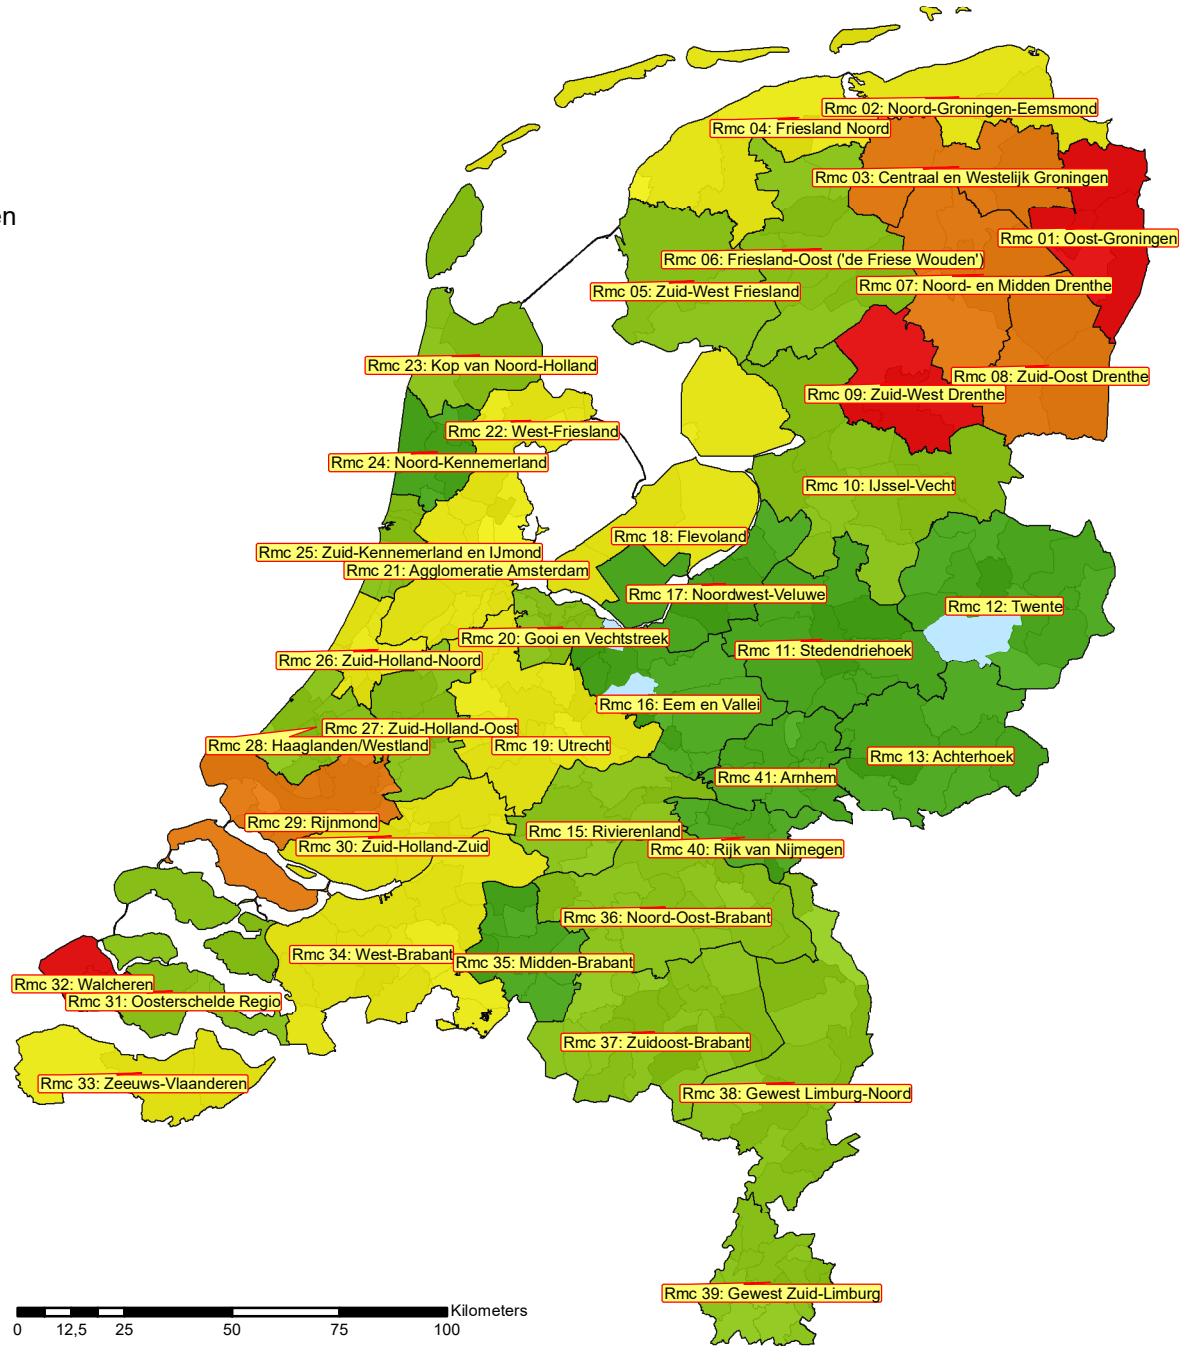 Rmc 02: Noord-Groningen-Eemsmond
Rmc 04: Friesland Noord
Rmc 03: Centraal en Westelijk Groningen
en
Rmc 01: Oost-Groningen
Rmc 06: Friesland-Oost ('de Friese Wouden')
Rmc 07: Noord- en Midden Drenthe
Rmc 05: Zuid-West Friesland
Rmc 23: Kop van Noord-Holland
Rmc 08: Zuid-Oost Drenthe
Rmc 09: Zuid-West Drenthe
Rmc 22: West-Friesland
Rmc 24: Noord-Kennemerland
Rmc 10: IJssel-Vecht
Rmc 18: Flevoland
Rmc 25: Zuid-Kennemerland en IJmond
Rmc 21: Agglomeratie Amsterdam
Rmc 17: Noordwest-Veluwe
Rmc 12: Twente
Rmc 20: Gooi en Vechtstreek
Rmc 11: Stedendriehoek
Rmc 26: Zuid-Holland-Noord
Rmc 16: Eem en Vallei
Rmc 27: Zuid-Holland-Oost
Rmc 28: Haaglanden/Westland
Rmc 19: Utrecht
Rmc 13: Achterhoek
Rmc 41: Arnhem
Rmc 29: Rijnmond
Rmc 15: Rivierenland
Rmc 30: Zuid-Holland-Zuid
Rmc 40: Rijk van Nijmegen
Rmc 36: Noord-Oost-Brabant
Rmc 34: West-Brabant
Rmc 35: Midden-Brabant
Rmc 32: Walcheren
Rmc 31: Oosterschelde Regio
Rmc 37: Zuidoost-Brabant
Rmc 33: Zeeuws-Vlaanderen
Rmc 38: Gewest Limburg-Noord
Rmc 39: Gewest Zuid-Limburg
Kilometers
0 12,5 25 50 75 100